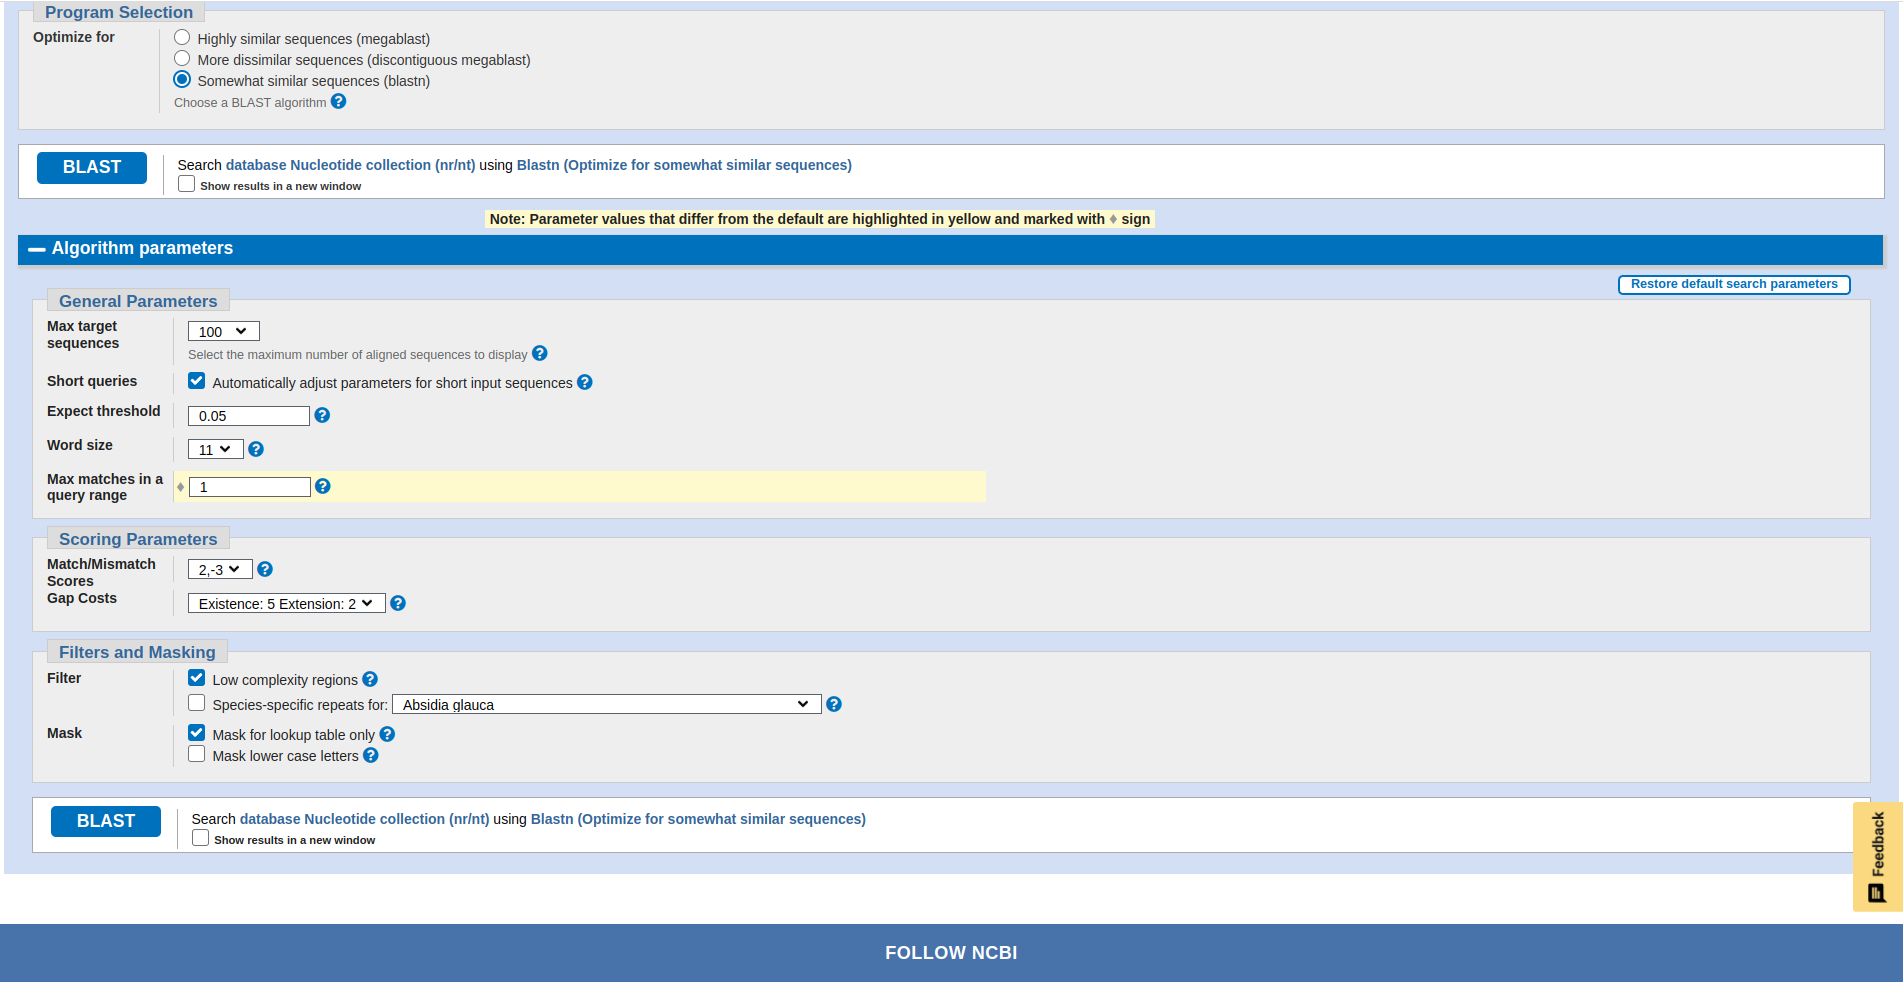 Program Selection
Optimize for
Highly similar sequences (megablast)
More dissimilar sequences (discontiguous megablast)
Somewhat similar sequences (blastn)
Choose a BLAST algorithm ?
BLAST
Search database Nucleotide collection (nr/nt) using Blastn (Optimize for somewhat similar sequences)
Show results in a new window
Note: Parameter values that differ from the default are highlighted in yellow and marked with ♦ sign
Algorithm parameters
Restore default search parameters
General Parameters
Max target sequences
100
Select the maximum number of aligned sequences to display ?
Short queries
Automatically adjust parameters for short input sequences ?
Expect threshold
0.05 ?
Word size
11 ?
Max matches in a query range
♦ 1 ?
Scoring Parameters
Match/Mismatch Scores
2,-3 ?
Gap Costs
Existence: 5 Extension: 2 ?
Filters and Masking
Filter
Low complexity regions ?
Species-specific repeats for: Absidia glauca ?
Mask
Mask for lookup table only ?
Mask lower case letters ?
BLAST
Search database Nucleotide collection (nr/nt) using Blastn (Optimize for somewhat similar sequences)
Show results in a new window
Feedback
FOLLOW NCBI